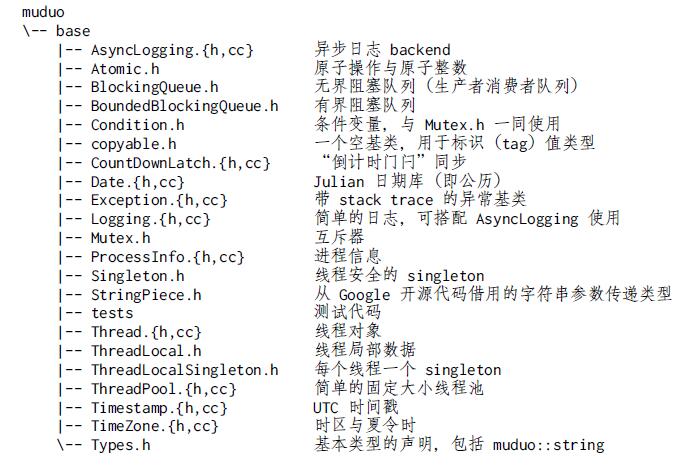 muduo
\-- base
|-- AsyncLogging.{h,cc} 异步日志 backend
|-- Atomic.h 原子操作与原子整数
|-- BlockingQueue.h 无界阻塞队列（生产者消费者队列）
|-- BoundedBlockingQueue.h 有界阻塞队列
|-- Condition.h 条件变量，与 Mutex.h 一同使用
|-- copyable.h 一个空基类，用于标识（tag）值类型
|-- CountDownLatch.{h,cc} “倒计时门闩”同步
|-- Date.{h,cc} Julian 日期库（即公历）
|-- Exception.{h,cc} 带 stack trace 的异常基类
|-- Logging.{h,cc} 简单的日志，可搭配 AsyncLogging 使用
|-- Mutex.h 互斥器
|-- ProcessInfo.{h,cc} 进程信息
|-- Singleton.h 线程安全的 singleton
|-- StringPiece.h 从 Google 开源代码借用的字符串参数传递类型
|-- tests 测试代码
|-- Thread.{h,cc} 线程对象
|-- ThreadLocal.h 线程局部数据
|-- ThreadLocalSingleton.h 每个线程一个 singleton
|-- ThreadPool.{h,cc} 简单的固定大小线程池
|-- Timestamp.{h,cc} UTC 时间戳
|-- TimeZone.{h,cc} 时区与夏令时
\-- Types.h 基本类型的声明，包括 muduo::string